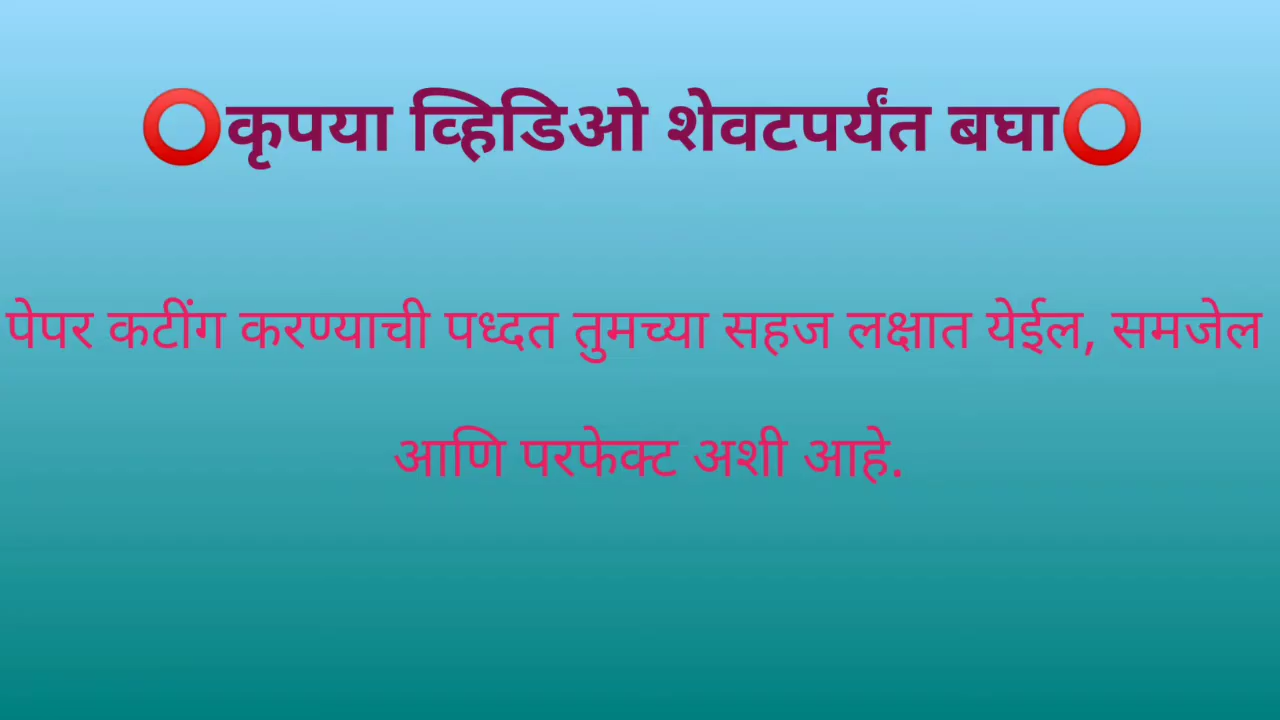 ⭕कृपया व्हिडिओ शेवटपर्यंत बघा⭕
पेपर कटींग करण्याची पध्दत तुमच्या सहज लक्षात येईल, समजेल
आणि परफेक्ट अशी आहे.